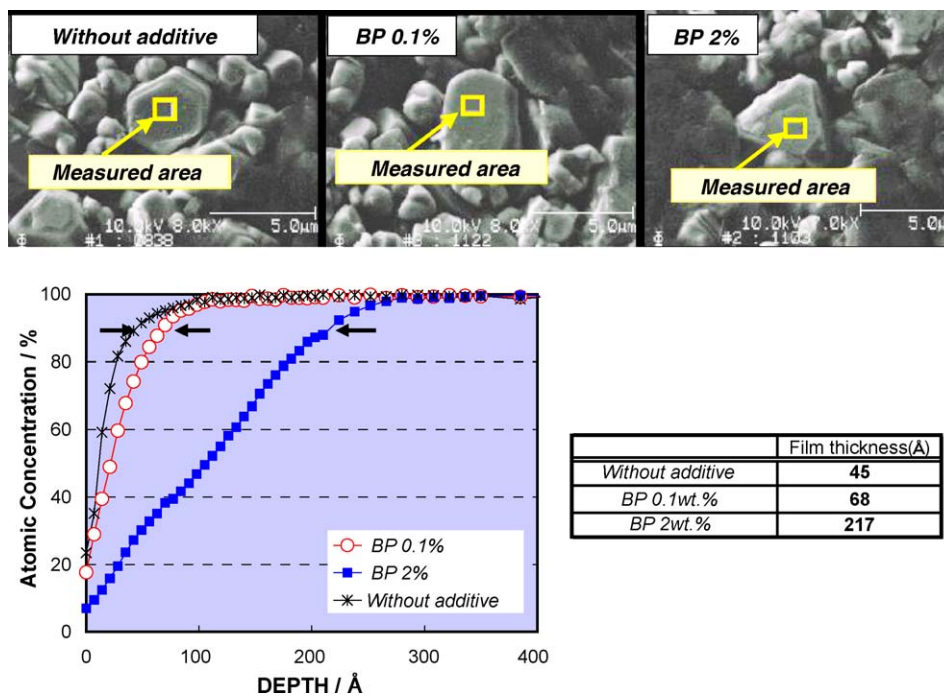 Without additive
BP 0.1%
BP 2%
Measured area
Measured area
Measured area
10.0kV 8.0kX 5.0μm
#1 : 0838
10.0kV 8.0kX 5.0μm
: 1122
10.0kV 8.0kX 5.0μm
#2 : 1103
100
80
60
40
20
0
Atomic Concentration / %
0 100 200 300 400
DEPTH / Å
BP 0.1%
BP 2%
Without additive
Film thickness(Å)
Without additive 45
BP 0.1wt.% 68
BP 2wt.% 217